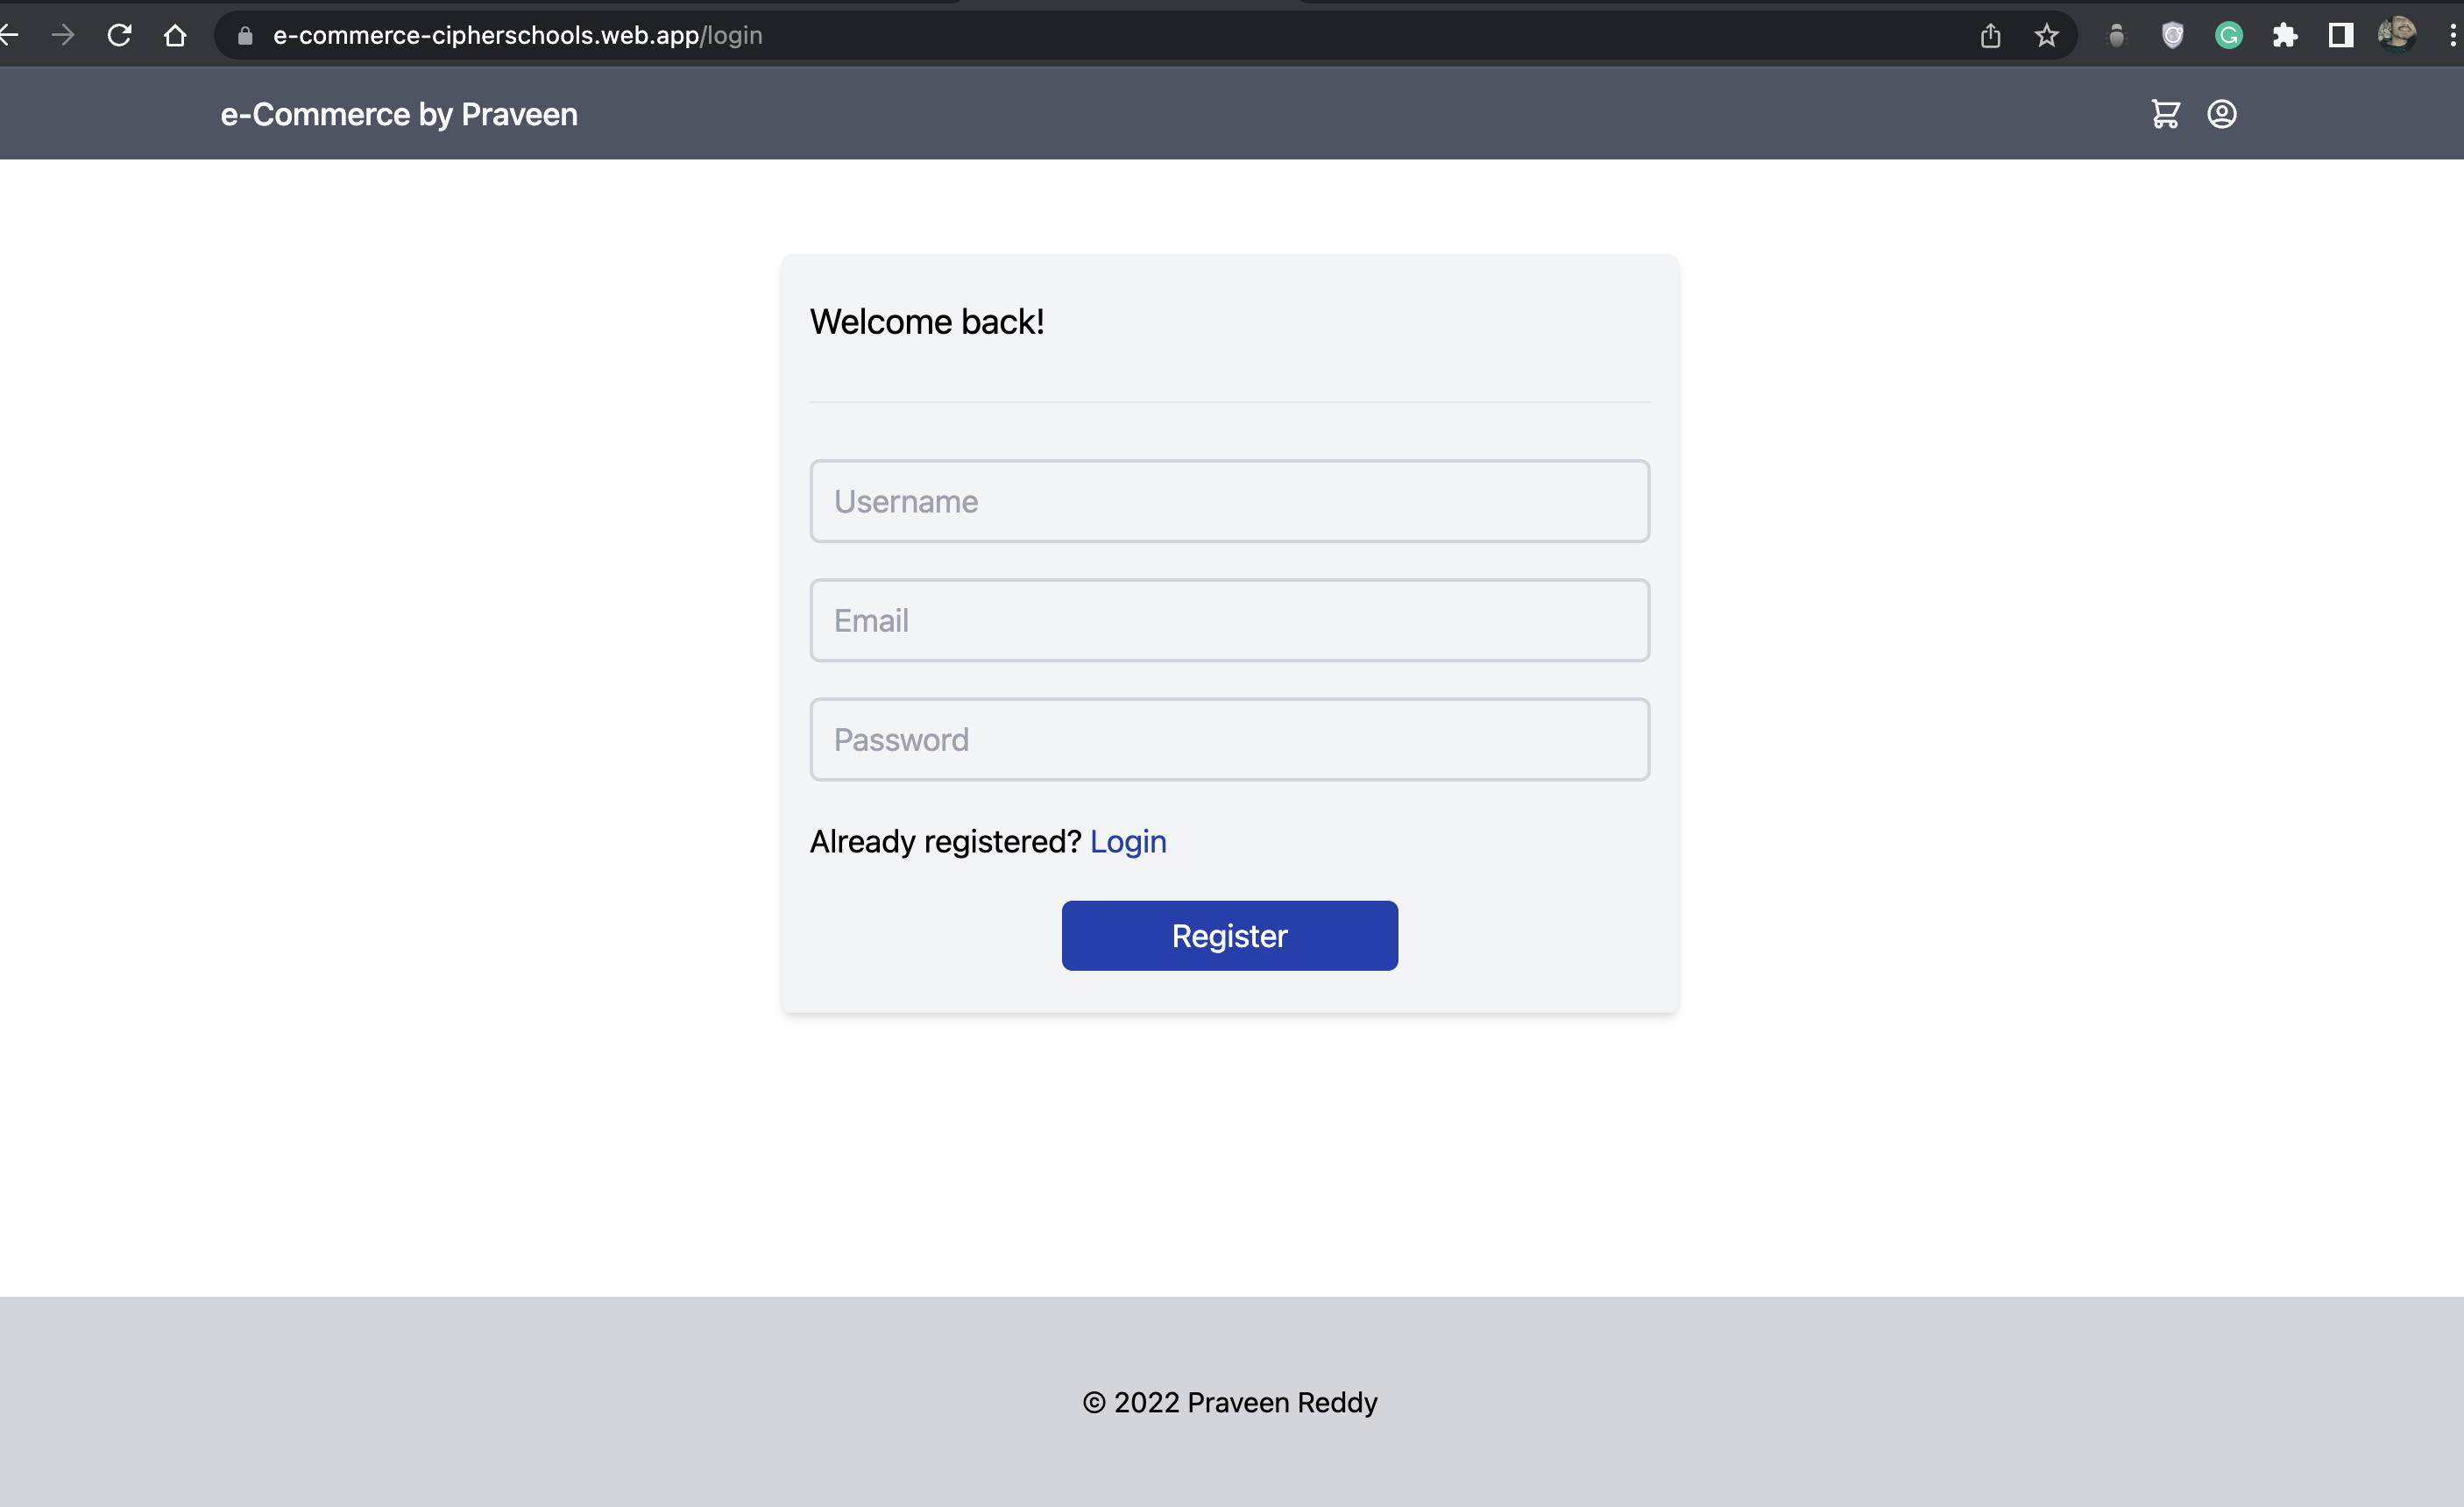 e-commerce-cipherschools.web.app/login
e-Commerce by Praveen
Welcome back!
Username
Email
Password
Already registered? Login
Register
© 2022 Praveen Reddy